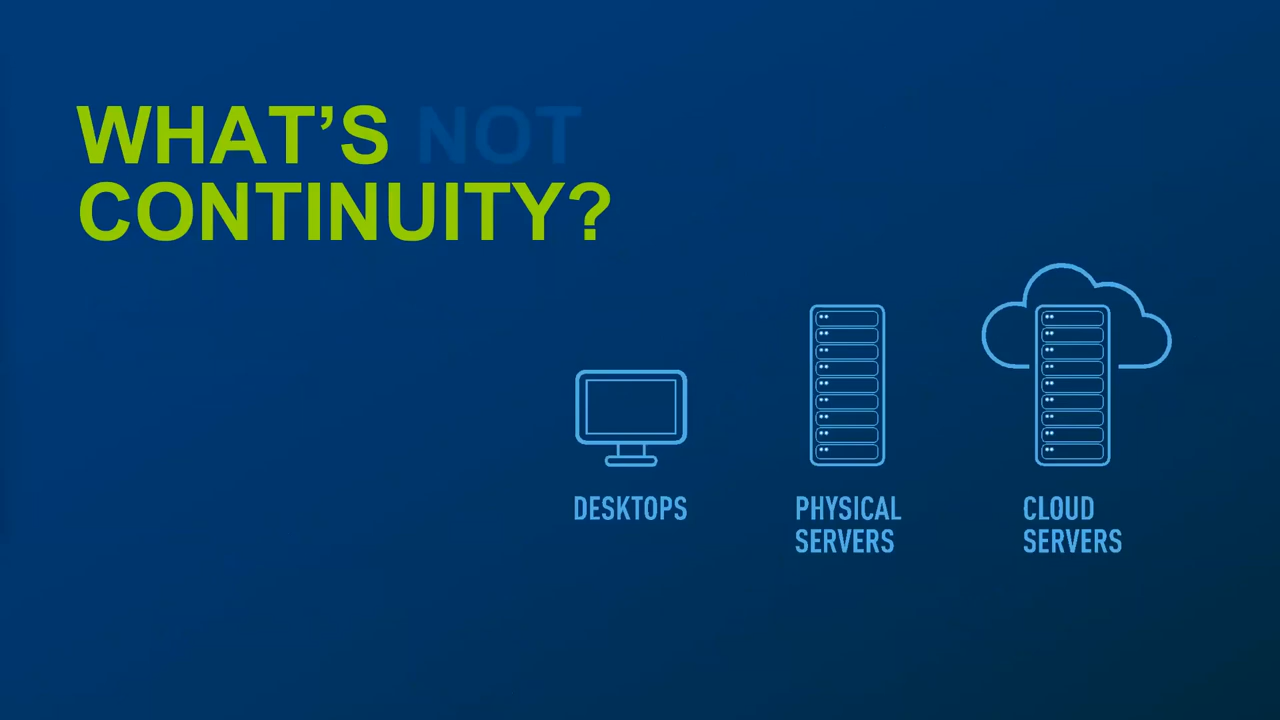 WHAT’S NOT
CONTINUITY?
DESKTOPS
PHYSICAL
SERVERS
CLOUD
SERVERS